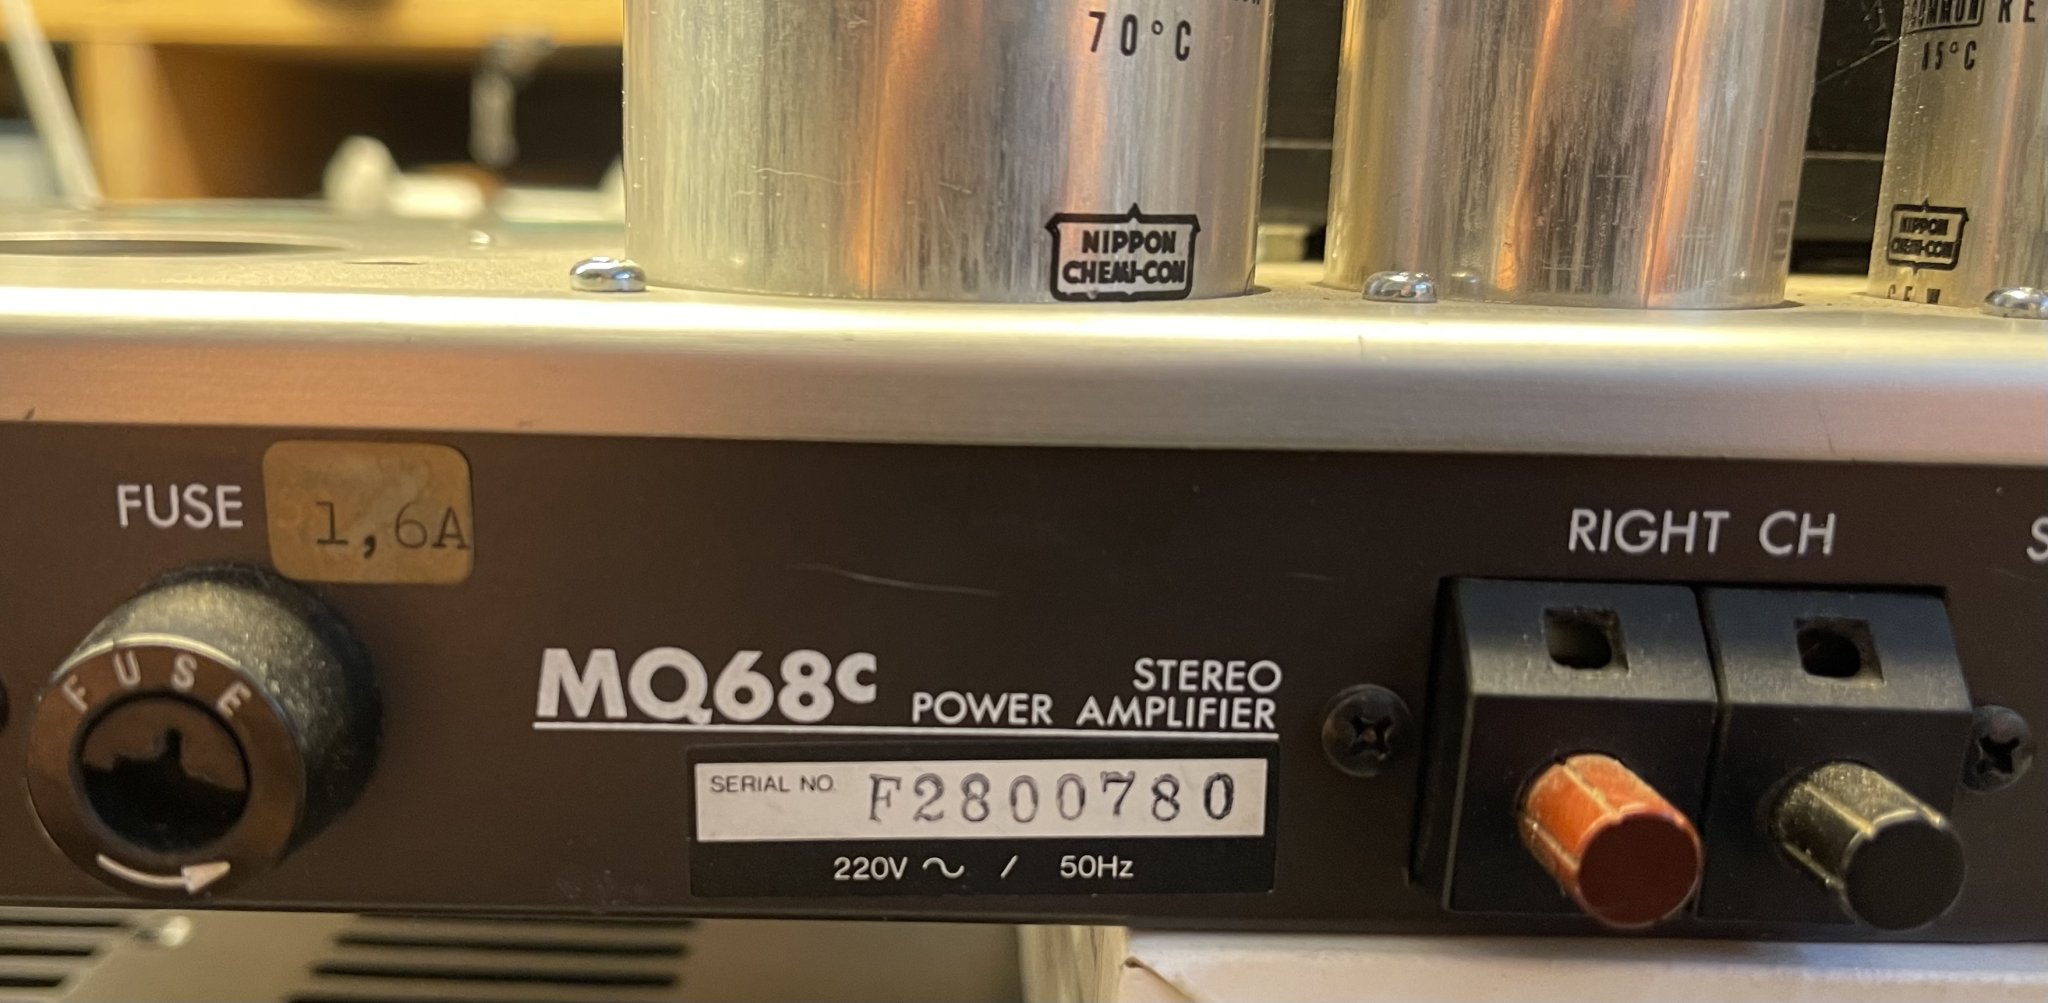 70°C
NIPPON
CHEMI-CON
85°C
NIPPON
CHEMI-CON
FUSE
1,6A
RIGHT CH
FUSE
MQ68c
STEREO
POWER AMPLIFIER
SERIAL NO. F2800780
220V ~ / 50Hz